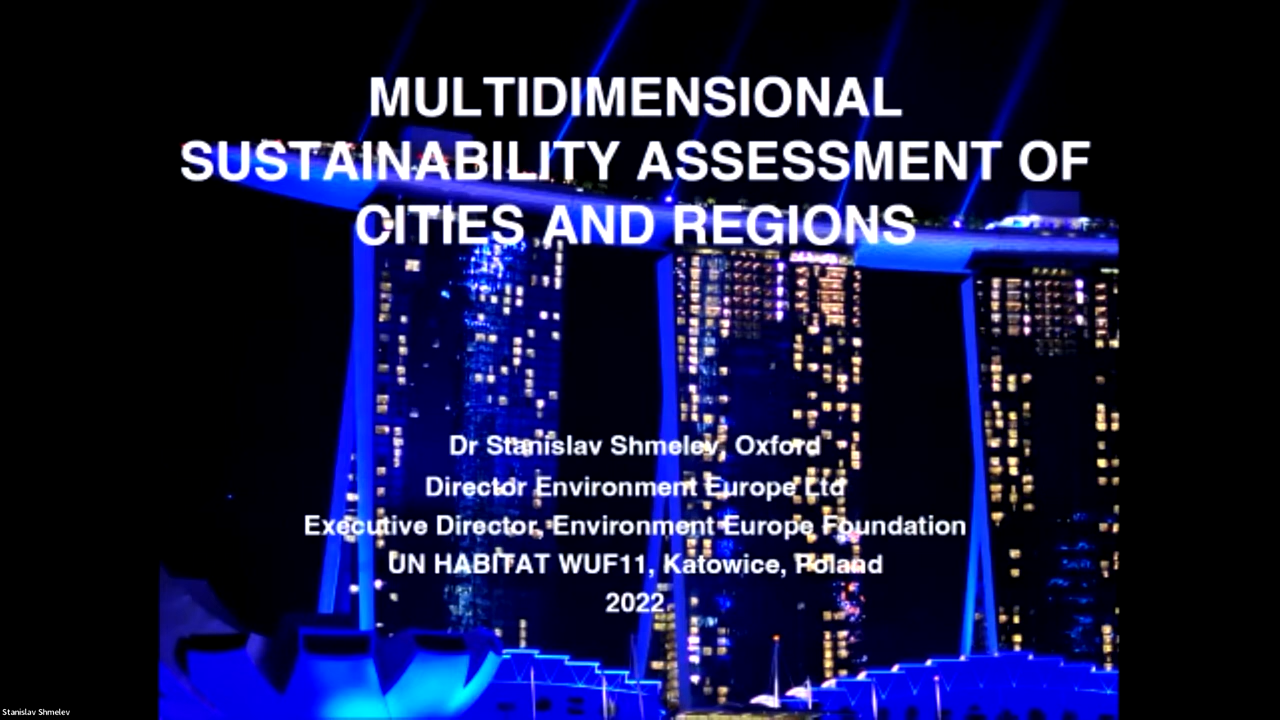 MULTIDIMENSIONAL
SUSTAINABILITY ASSESSMENT OF
CITIES AND REGIONS
Dr Stanislav Shmelev, Oxford
Director Environment Europe Ltd
Executive Director, Environment Europe Foundation
UN HABITAT WUF11, Katowice, Poland
2022
Stanislav Shmelev